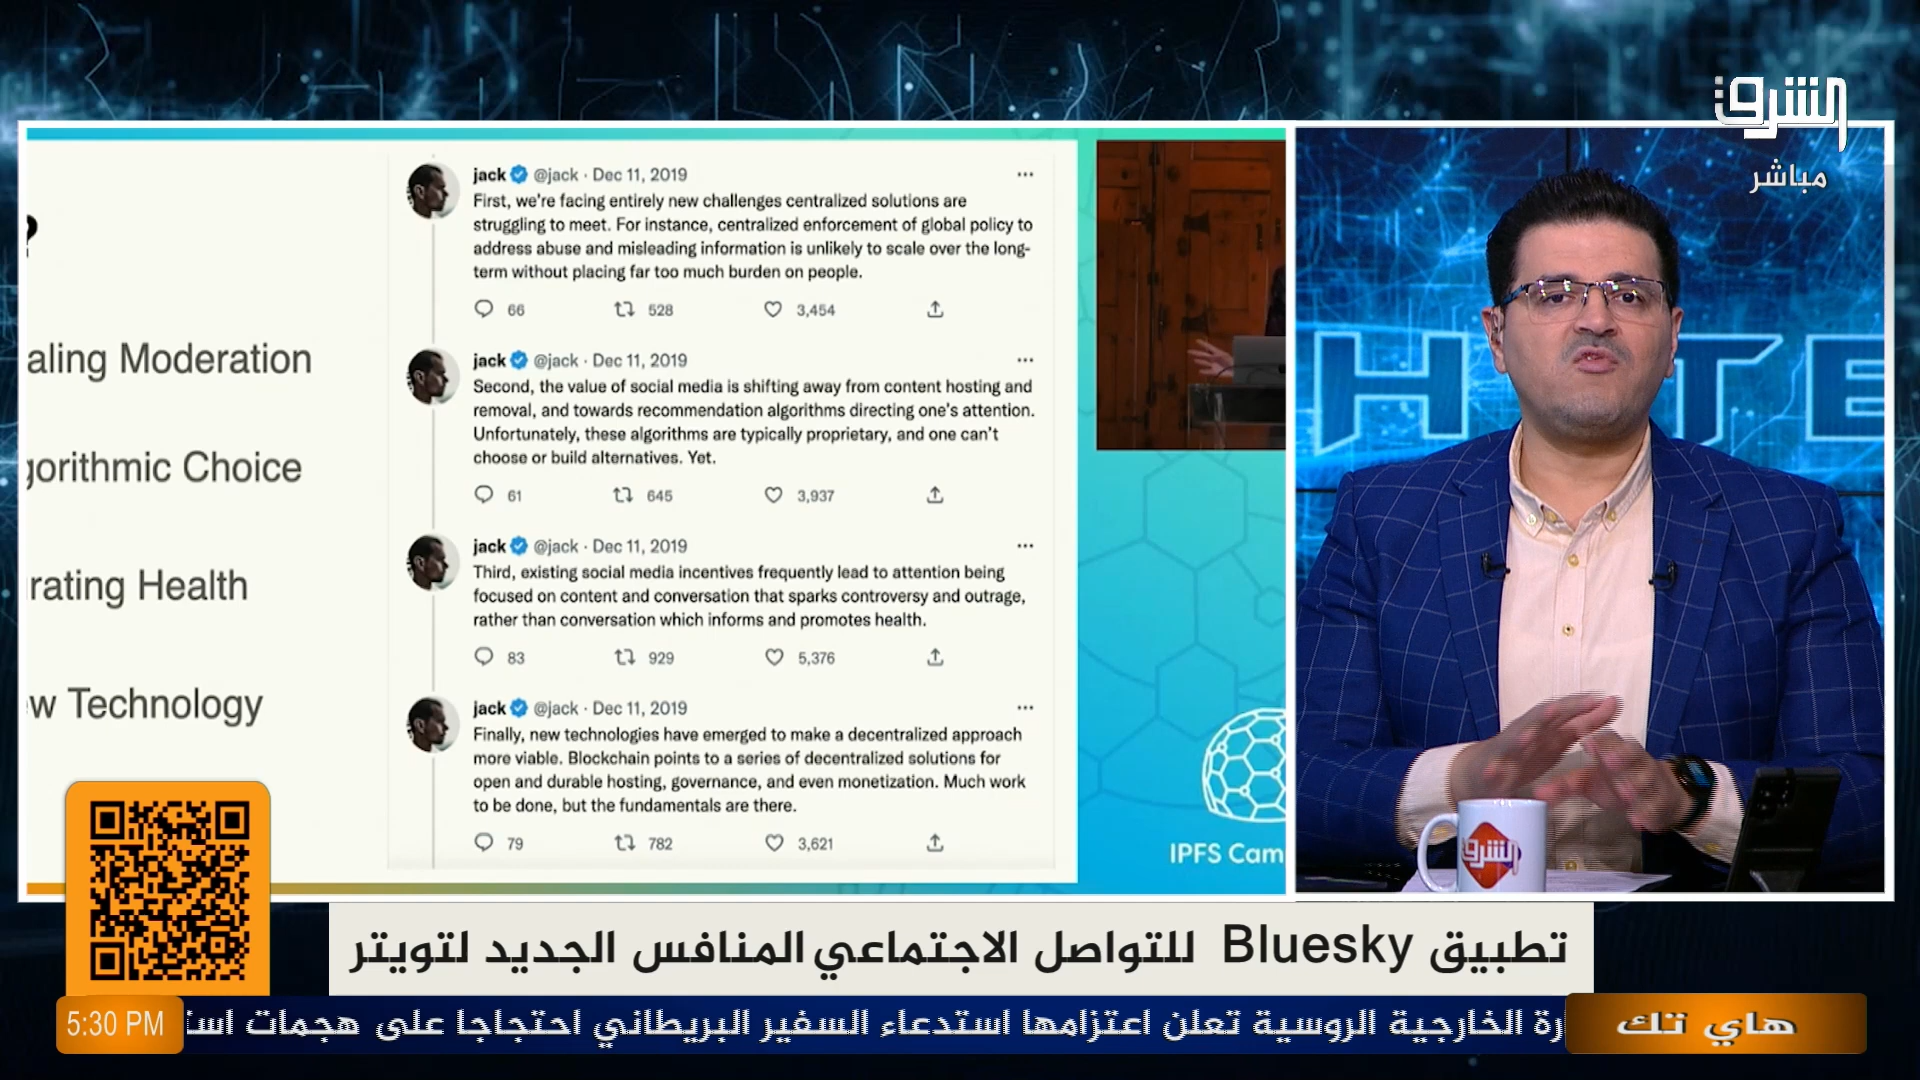 الشرق
مباشر
?
aling Moderation
gorithmic Choice
rating Health
w Technology
jack @jack · Dec 11, 2019
First, we're facing entirely new challenges centralized solutions are
struggling to meet. For instance, centralized enforcement of global policy to
address abuse and misleading information is unlikely to scale over the long-
term without placing far too much burden on people.
66 528 3,454
jack @jack · Dec 11, 2019
Second, the value of social media is shifting away from content hosting and
removal, and towards recommendation algorithms directing one's attention.
Unfortunately, these algorithms are typically proprietary, and one can't
choose or build alternatives. Yet.
61 645 3,937
jack @jack · Dec 11, 2019
Third, existing social media incentives frequently lead to attention being
focused on content and conversation that sparks controversy and outrage,
rather than conversation which informs and promotes health.
83 929 5,376
jack @jack · Dec 11, 2019
Finally, new technologies have emerged to make a decentralized approach
more viable. Blockchain points to a series of decentralized solutions for
open and durable hosting, governance, and even monetization. Much work
to be done, but the fundamentals are there.
79 782 3,621
IPFS Cam
H TE
الشرق
تطبيق Bluesky للتواصل الاجتماعي المنافس الجديد لتويتر
هاي تك
رة الخارجية الروسية تعلن اعتزامها استدعاء السفير البريطاني احتجاجا على هجمات است
5:30 PM